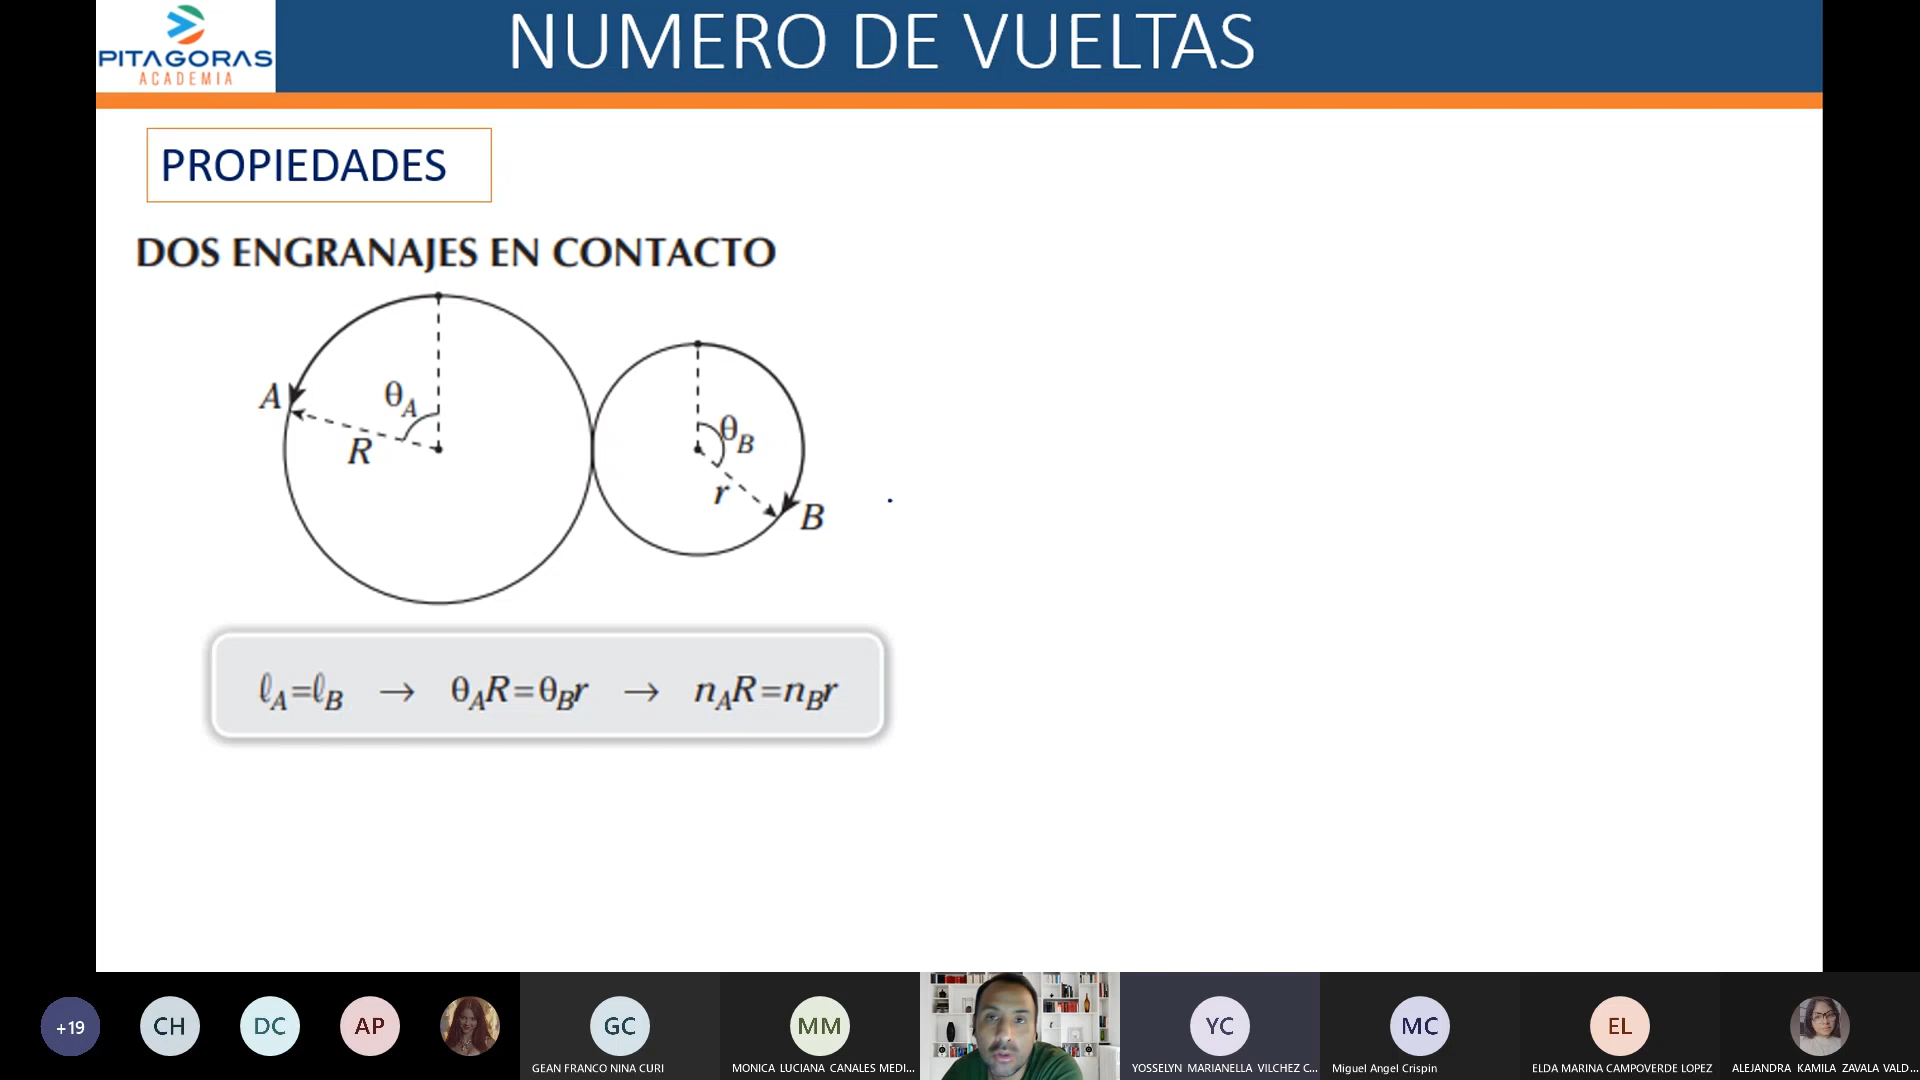 PITAGORAS
ACADEMIA
NUMERO DE VUELTAS
PROPIEDADES
DOS ENGRANAJES EN CONTACTO
A
θA
R
θB
r
B
ℓA=ℓB → θAR=θBr → nAR=nBr
+19
CH
DC
AP
GC
MM
YC
MC
EL
GEAN FRANCO NINA CURI
MONICA LUCIANA CANALES MEDI...
YOSSELYN MARIANELLA VILCHEZ C...
Miguel Angel Crispin
ELDA MARINA CAMPOVERDE LOPEZ
ALEJANDRA KAMILA ZAVALA VALD...